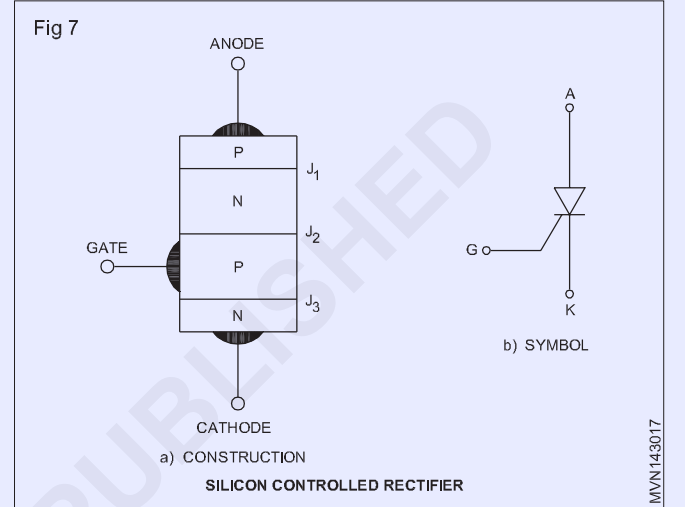 Fig 7
ANODE
P
J1
N
J2
GATE
P
J3
N
CATHODE
a) CONSTRUCTION
A
G
K
b) SYMBOL
SILICON CONTROLLED RECTIFIER
MVN143017
PUBLISHED